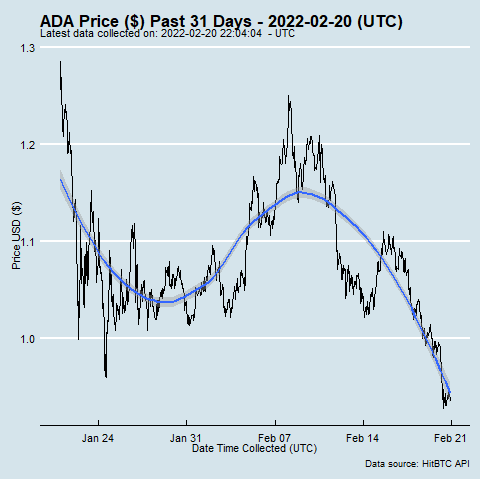 ADA Price ($) Past 31 Days - 2022-02-20 (UTC)
Latest data collected on: 2022-02-20 22:04:04 - UTC
1.3
1.2
1.1
1.0
Price USD ($)
Jan 24 Jan 31 Feb 07 Feb 14 Feb 21
Date Time Collected (UTC)
Data source: HitBTC API